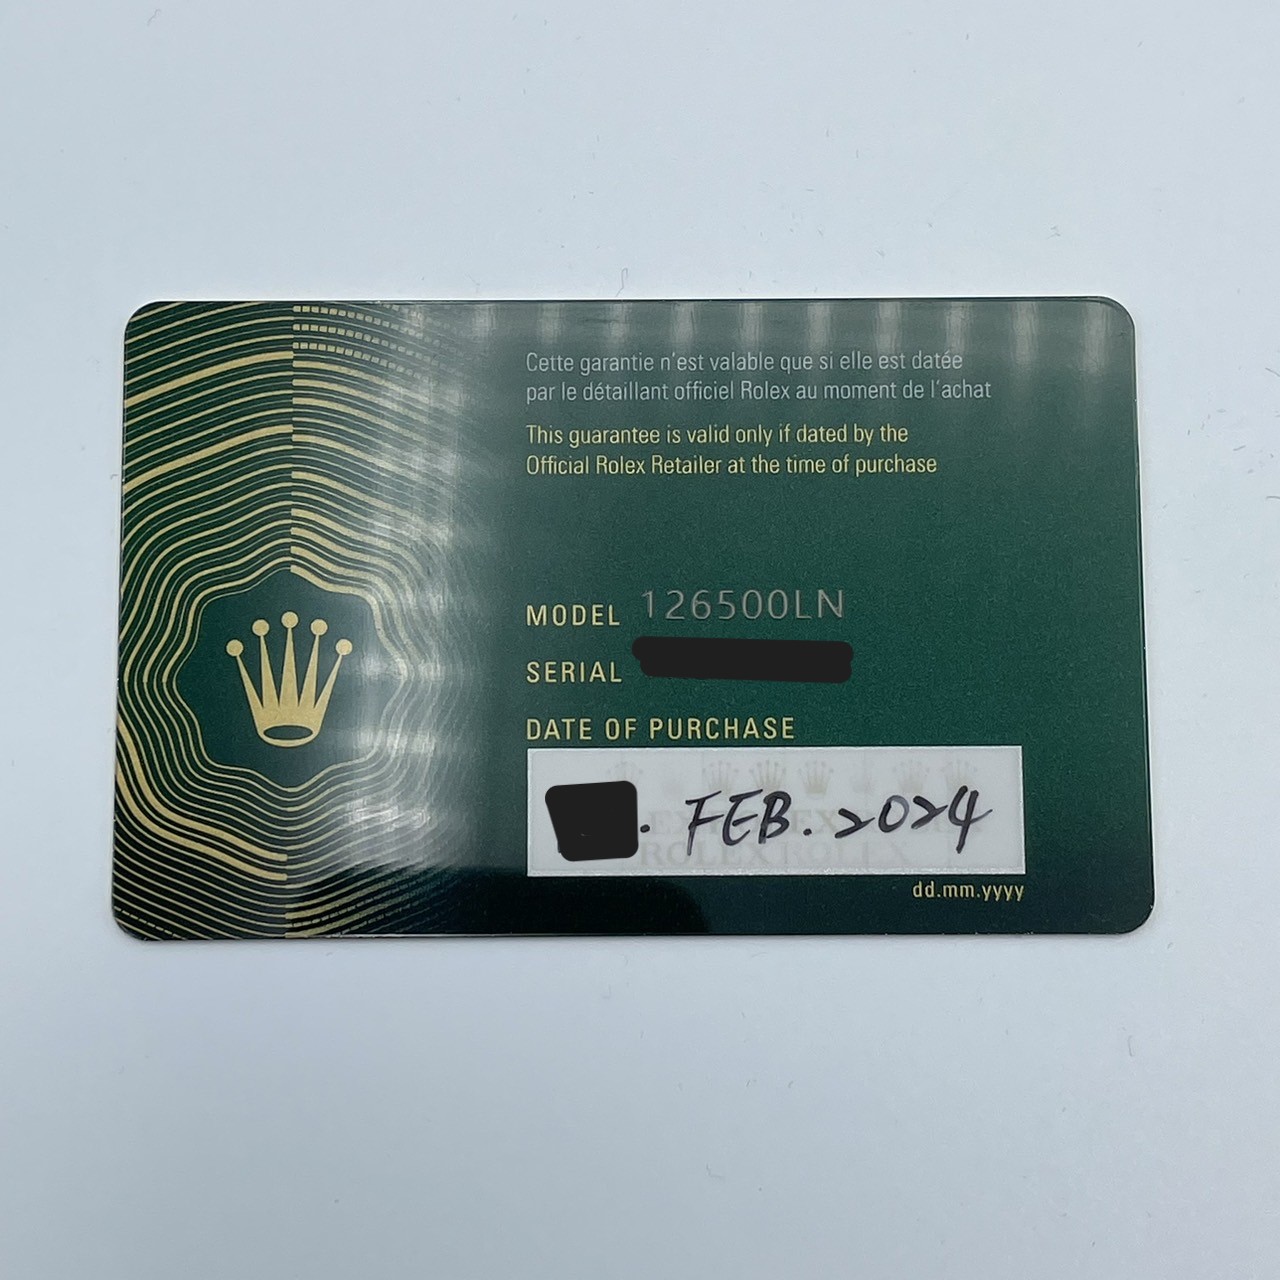 Cette garantie n'est valable que si elle est datée
par le détaillant officiel Rolex au moment de l'achat
This guarantee is valid only if dated by the
Official Rolex Retailer at the time of purchase
MODEL 126500LN
SERIAL
DATE OF PURCHASE
. FEB. 2024
ROLEX ROLEX
dd.mm.yyyy